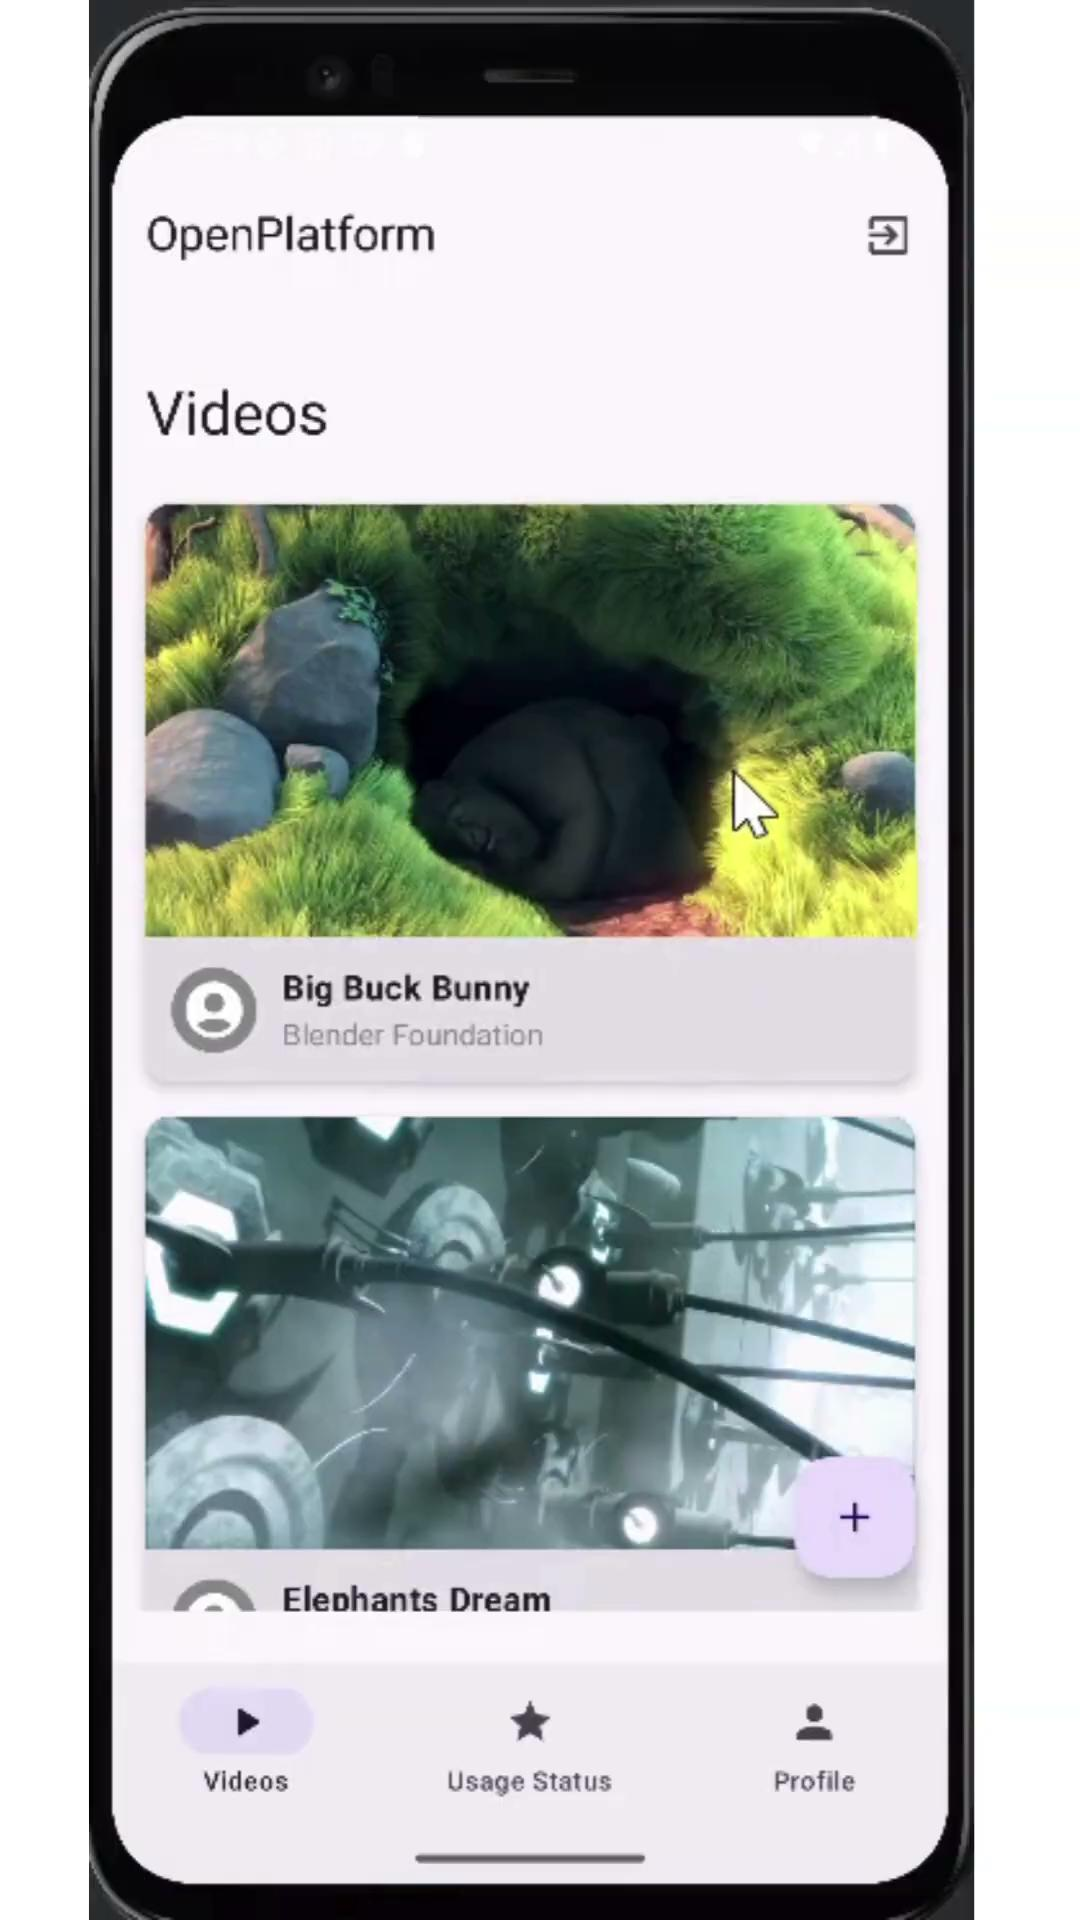 OpenPlatform
Videos
Big Buck Bunny
Blender Foundation
Elephants Dream
Videos
Usage Status
Profile